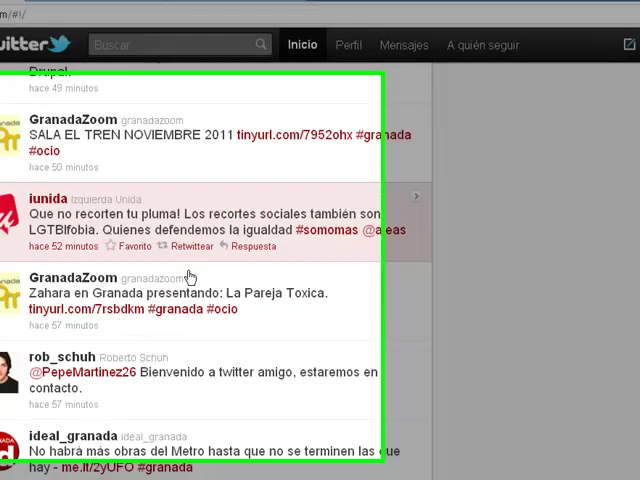 m/#!/
witter
Buscar
Inicio Perfil Mensajes A quién seguir
Drupal.
hace 49 minutos
GranadaZoom granadazoom
SALA EL TREN NOVIEMBRE 2011 tinyurl.com/7952ohx #granada
#ocio
hace 50 minutos
iunida Izquierda Unida
Que no recorten tu pluma! Los recortes sociales también son
LGTBIfobia. Quienes defendemos la igualdad #somomas @aleas
hace 52 minutos Favorito Retwittear Respuesta
GranadaZoom granadazoom
Zahara en Granada presentando: La Pareja Toxica.
tinyurl.com/7rsbdkm #granada #ocio
hace 57 minutos
rob_schuh Roberto Schuh
@PepeMartinez26 Bienvenido a twitter amigo, estaremos en
contacto.
hace 57 minutos
ideal_granada ideal_granada
No habrá más obras del Metro hasta que no se terminen las que
hay - me.lt/2yUFO #granada